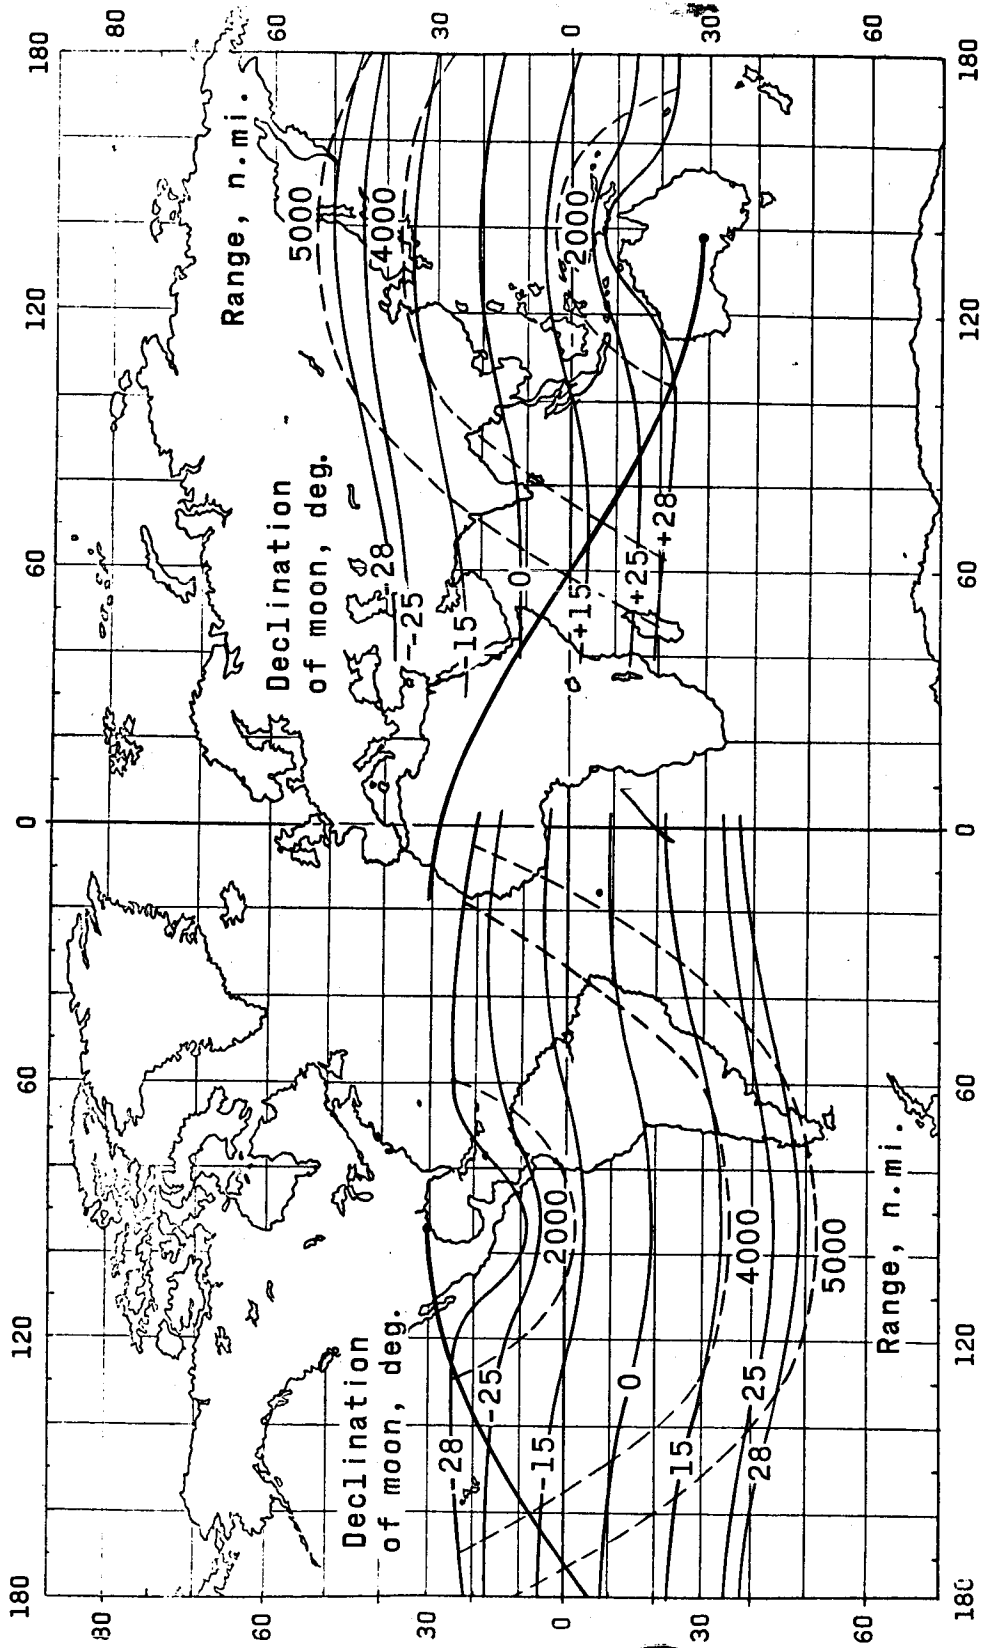 180 120 60 0 60 120 180
80 80
60 60
Range, n.mi.
Declination
of moon, deg.
5000
Declination
of moon, deg.
-28 4000
-25
30 30
-28 -15
-25
0
-15
2000
0 0
+15 2000
0
+25
+28
15
30 30
4000
25
28
5000
60 60
Range, n.mi.
180 120 60 0 60 120 180